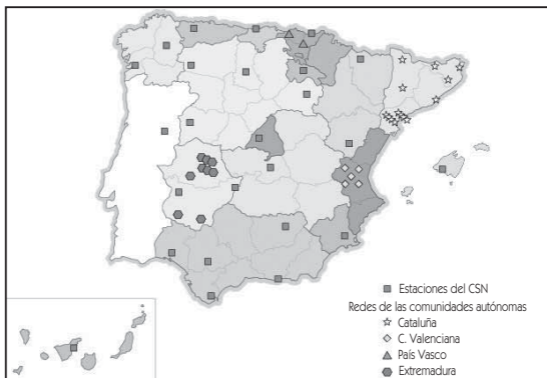 Estaciones del CSN
Redes de las comunidades autónomas
Cataluña
C. Valenciana
País Vasco
Extremadura